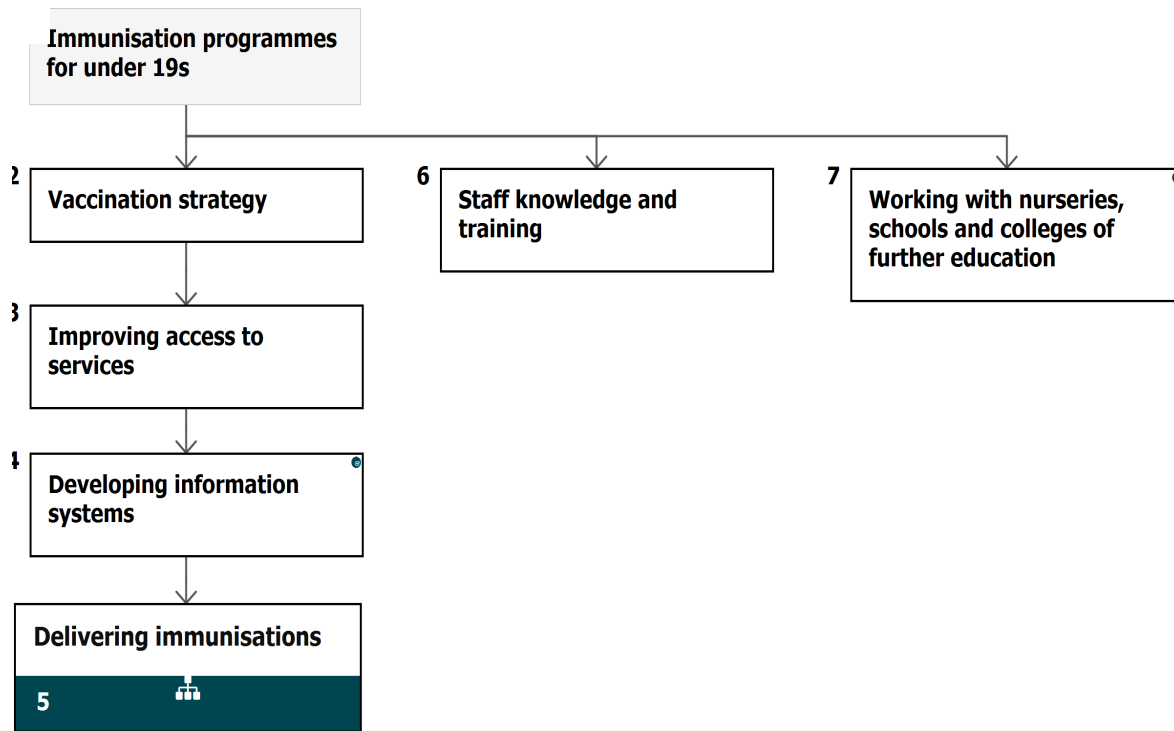 Immunisation programmes
for under 19s
2
Vaccination strategy
6
Staff knowledge and
training
7
Working with nurseries,
schools and colleges of
further education
3
Improving access to
services
4
Developing information
systems
Delivering immunisations
5